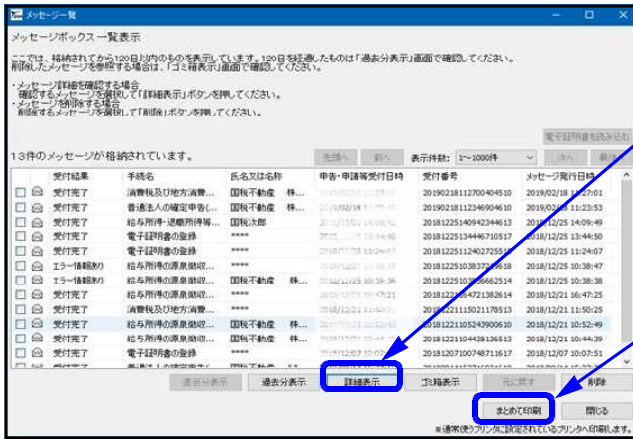 メッセージ一覧
メッセージボックス一覧表示
ここでは、格納されてから120日以内のものを表示しています。120日を経過したものは「過去分表示」画面で確認してください。
削除したメッセージを参照する場合は、「ゴミ箱表示」画面で確認してください。
・メッセージ詳細を確認する場合
確認するメッセージを選択して「詳細表示」ボタンを押してください。
・メッセージを削除する場合
削除するメッセージを選択して「削除」ボタンを押してください。
電子証明書を読み込む
13件のメッセージが格納されています。 先頭へ 前へ 表示件数: 1～1000件 次へ
受付結果 手続名 氏名又は名称 申告・申請等受付日時 受付番号 メッセージ発行日時
受付完了 消費税及び地方消費... 国税不動産 株... 20190218112700404510 2019/02/18 11:27:01
受付完了 普通法人の確定申告(... 国税不動産 株... 20190218112346904610 2019/02/18 11:23:53
受付完了 給与所得・退職所得等... 国税次郎 20181225140942344613 2018/12/25 14:09:49
受付完了 電子証明書の登録 **** 20181225134446710517 2018/12/25 13:44:50
受付完了 電子証明書の登録 **** 2018/12/25 11:24:07
エラー情報あり 給与所得の源泉徴収... 2018/12/25 10:38:47
エラー情報あり 給与所得の源泉徴収... 国税不動産 株... 2018/12/25 10:38:38
受付完了 給与所得の源泉徴収... 2018/12/21 16:47:25
受付完了 消費税及び地方消費... 20181221115021178513 2018/12/21 11:50:25
受付完了 給与所得の源泉徴収... 国税不動産 株... 20181221105243900610 2018/12/21 10:52:49
受付完了 給与所得の源泉徴収... 国税不動産 株... 20181221104439136513 2018/12/21 10:44:39
受付完了 電子証明書の登録 **** 20181207100748711617 2018/12/07 10:07:51
直近分表示 過去分表示 詳細表示 ゴミ箱表示 元に戻す 削除
まとめて印刷 閉じる
※通常使うプリンタに設定されているプリンタへ印刷します。